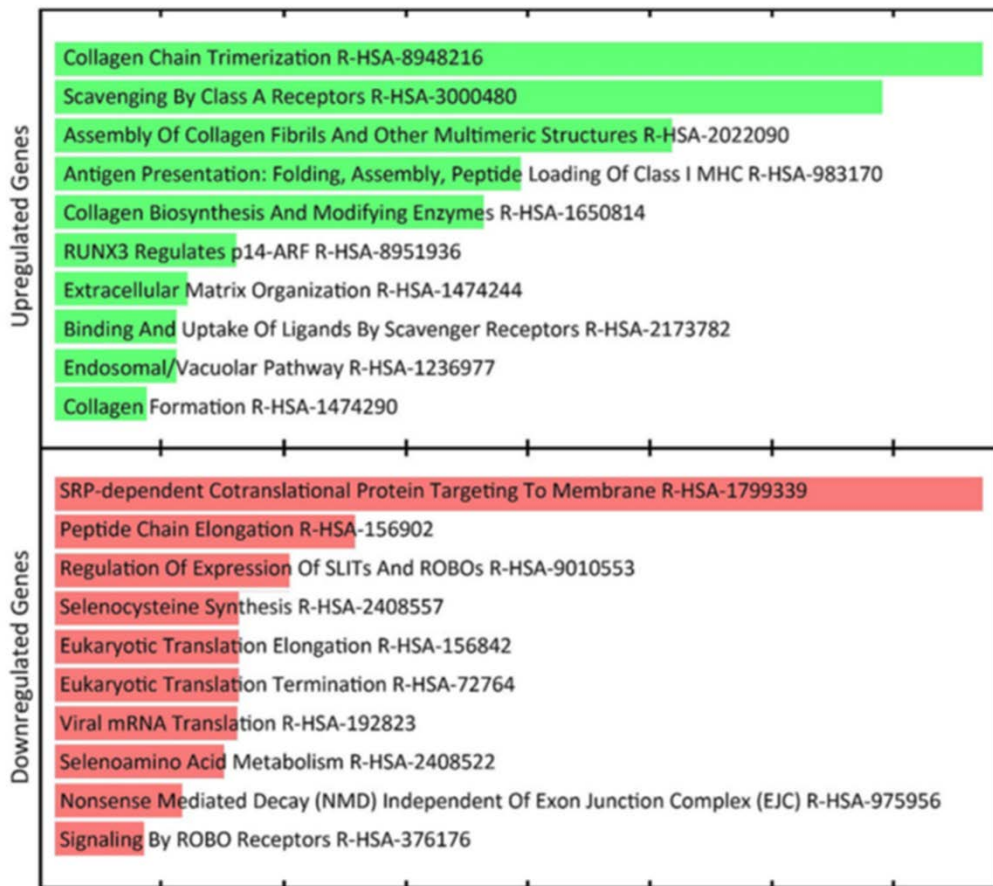 Upregulated Genes
Collagen Chain Trimerization R-HSA-8948216
Scavenging By Class A Receptors R-HSA-3000480
Assembly Of Collagen Fibrils And Other Multimeric Structures R-HSA-2022090
Antigen Presentation: Folding, Assembly, Peptide Loading Of Class I MHC R-HSA-983170
Collagen Biosynthesis And Modifying Enzymes R-HSA-1650814
RUNX3 Regulates p14-ARF R-HSA-8951936
Extracellular Matrix Organization R-HSA-1474244
Binding And Uptake Of Ligands By Scavenger Receptors R-HSA-2173782
Endosomal/Vacuolar Pathway R-HSA-1236977
Collagen Formation R-HSA-1474290
Downregulated Genes
SRP-dependent Cotranslational Protein Targeting To Membrane R-HSA-1799339
Peptide Chain Elongation R-HSA-156902
Regulation Of Expression Of SLITs And ROBOs R-HSA-9010553
Selenocysteine Synthesis R-HSA-2408557
Eukaryotic Translation Elongation R-HSA-156842
Eukaryotic Translation Termination R-HSA-72764
Viral mRNA Translation R-HSA-192823
Selenoamino Acid Metabolism R-HSA-2408522
Nonsense Mediated Decay (NMD) Independent Of Exon Junction Complex (EJC) R-HSA-975956
Signaling By ROBO Receptors R-HSA-376176